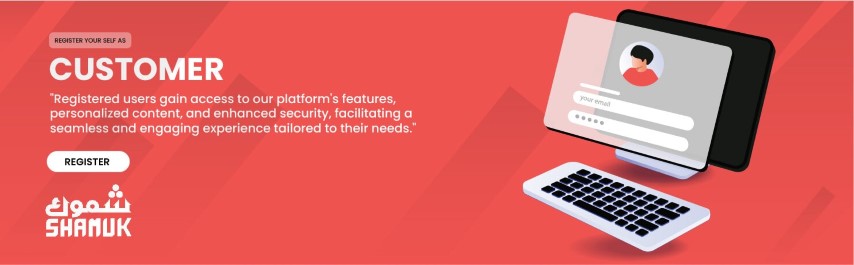 REGISTER YOUR SELF AS
CUSTOMER
"Registered users gain access to our platform's features,
personalized content, and enhanced security, facilitating a
seamless and engaging experience tailored to their needs."
REGISTER
شموك
SHAMUK
your email